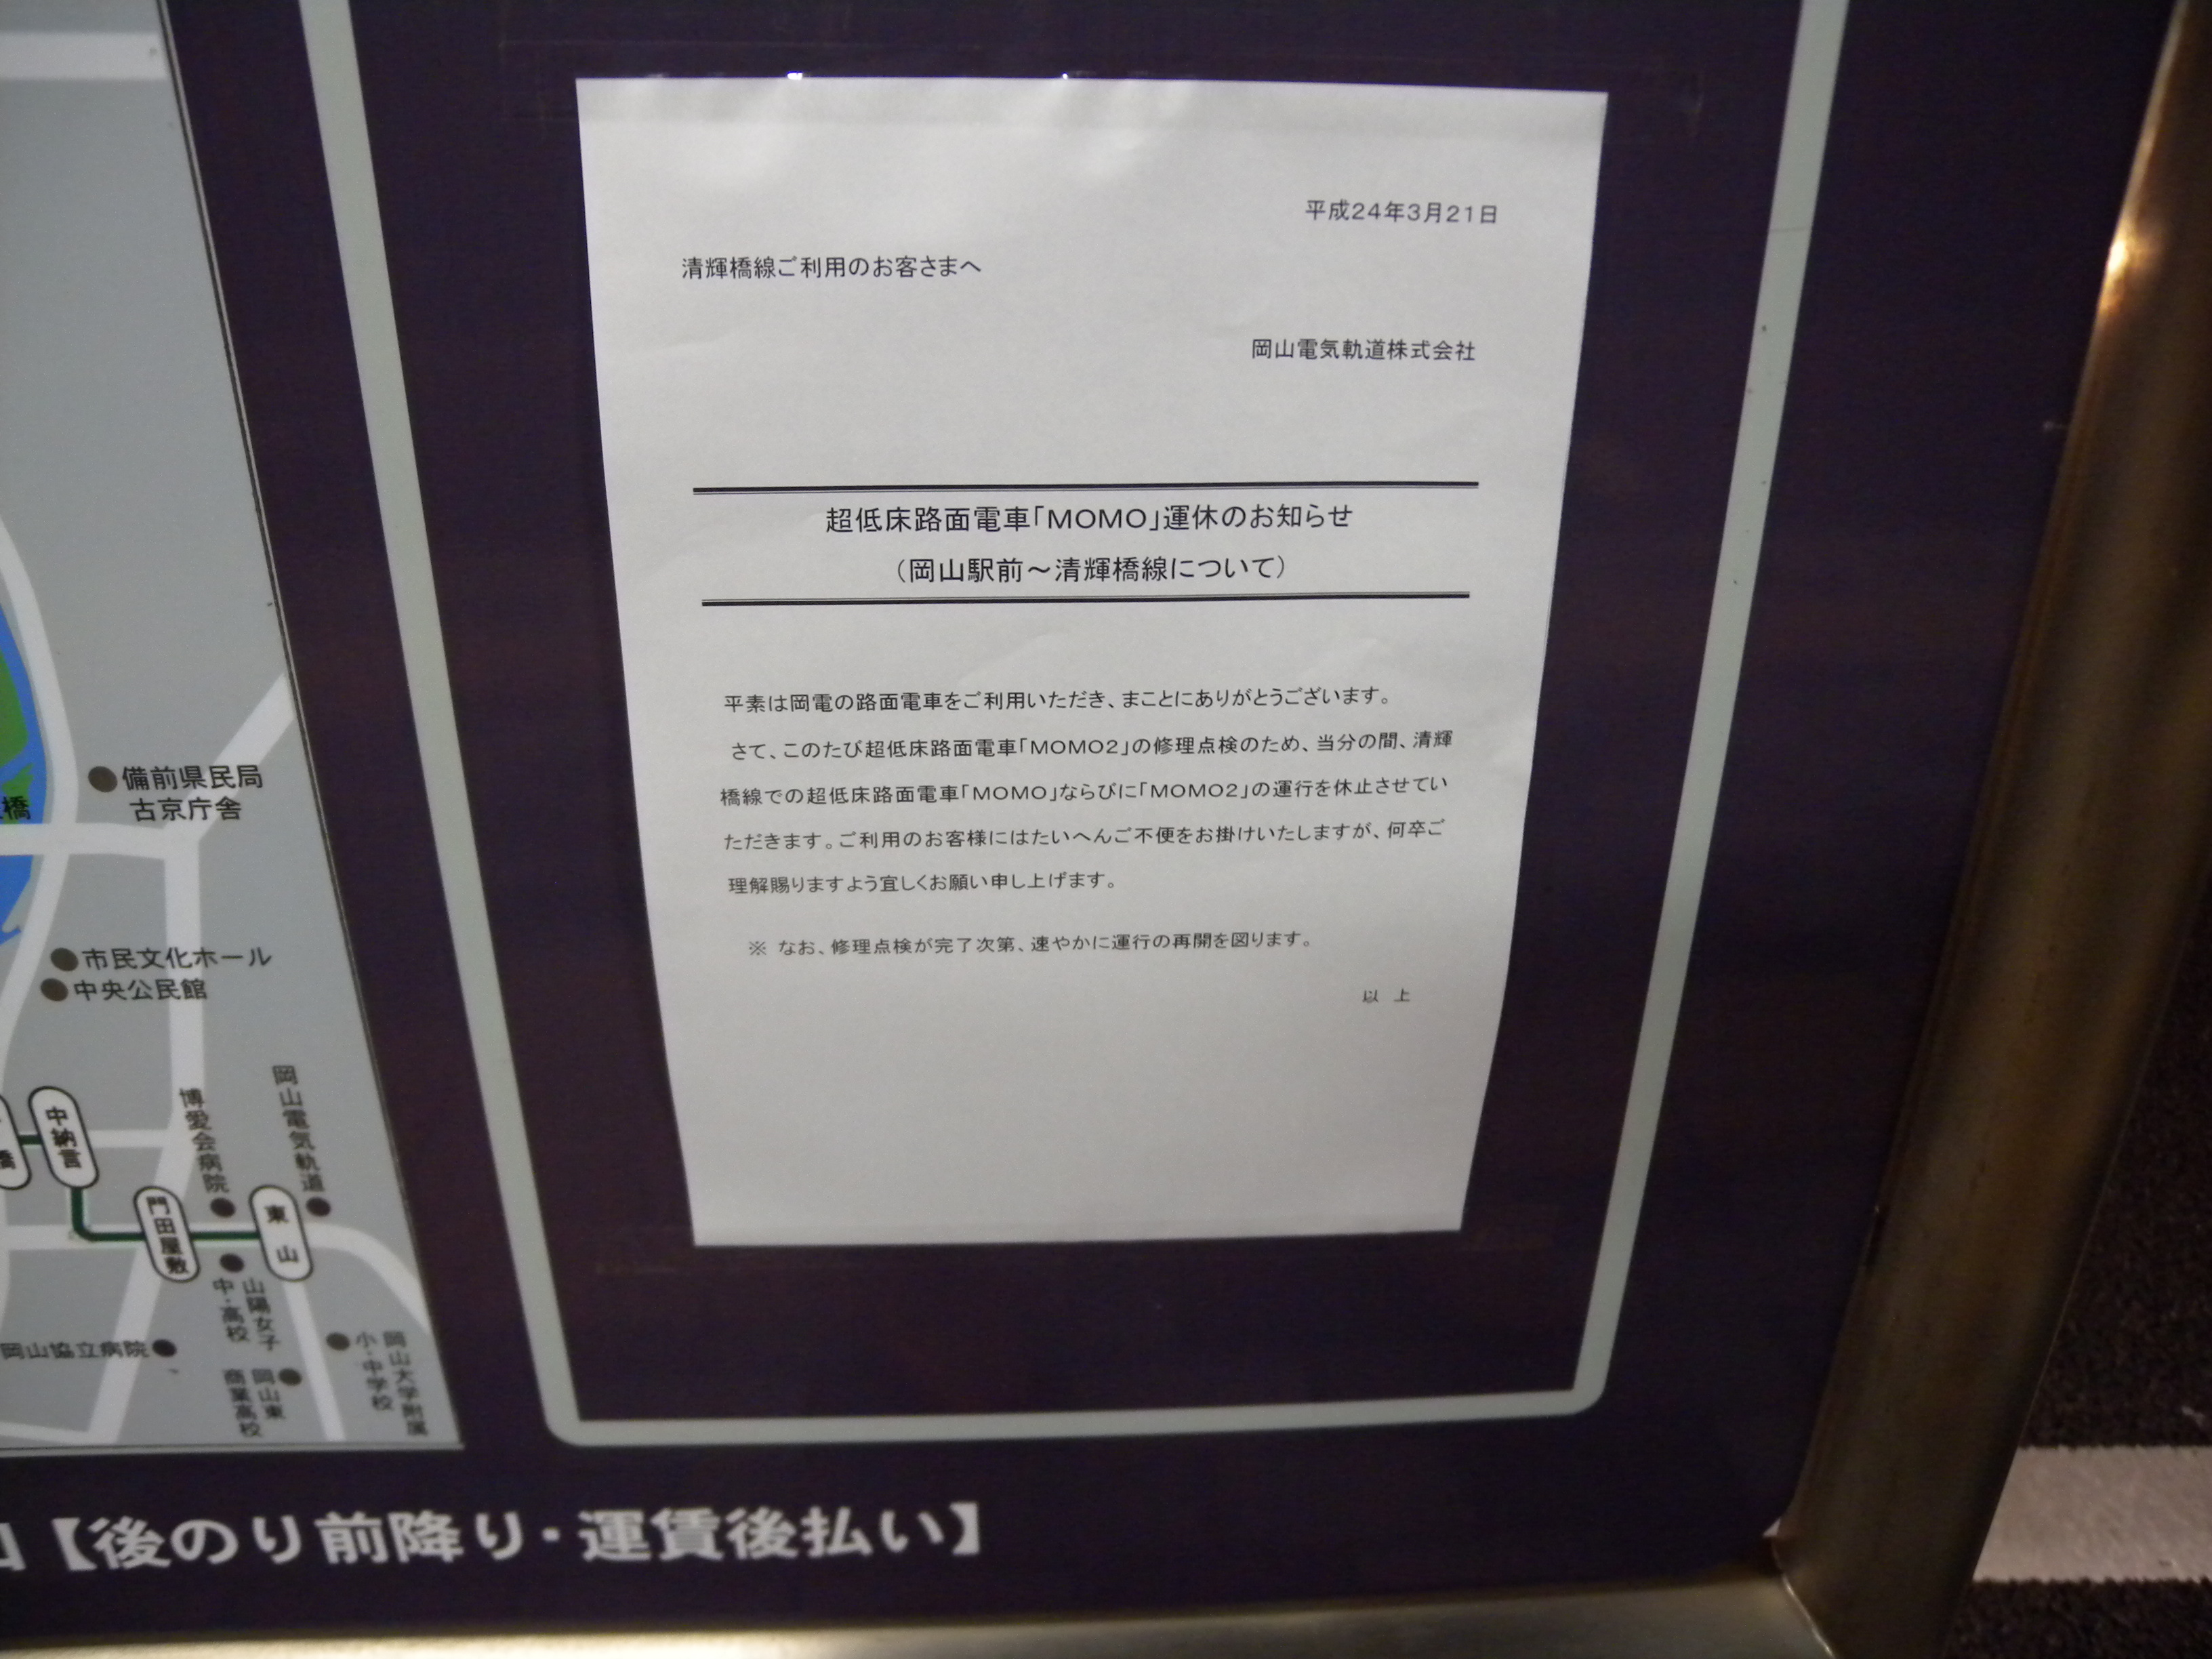 平成24年3月21日
清輝橋線ご利用のお客さまへ
岡山電気軌道株式会社
超低床路面電車「MOMO」運休のお知らせ
(岡山駅前～清輝橋線について)
平素は岡電の路面電車をご利用いただき、まことにありがとうございます。
さて、このたび超低床路面電車「MOMO2」の修理点検のため、当分の間、清輝
橋線での超低床路面電車「MOMO」ならびに「MOMO2」の運行を休止させてい
ただきます。ご利用のお客様にはたいへんご不便をお掛けいたしますが、何卒ご
理解賜りますよう宜しくお願い申し上げます。
※ なお、修理点検が完了次第、速やかに運行の再開を図ります。
以 上
備前県民局
古京庁舎
橋
市民文化ホール
中央公民館
橋
中納言
門田屋敷
博愛会病院
東山
岡山電気軌道
山陽女子
中・高校
岡山協立病院
岡山東
商業高校
岡山大学附属
小・中学校
【後のり前降り・運賃後払い】